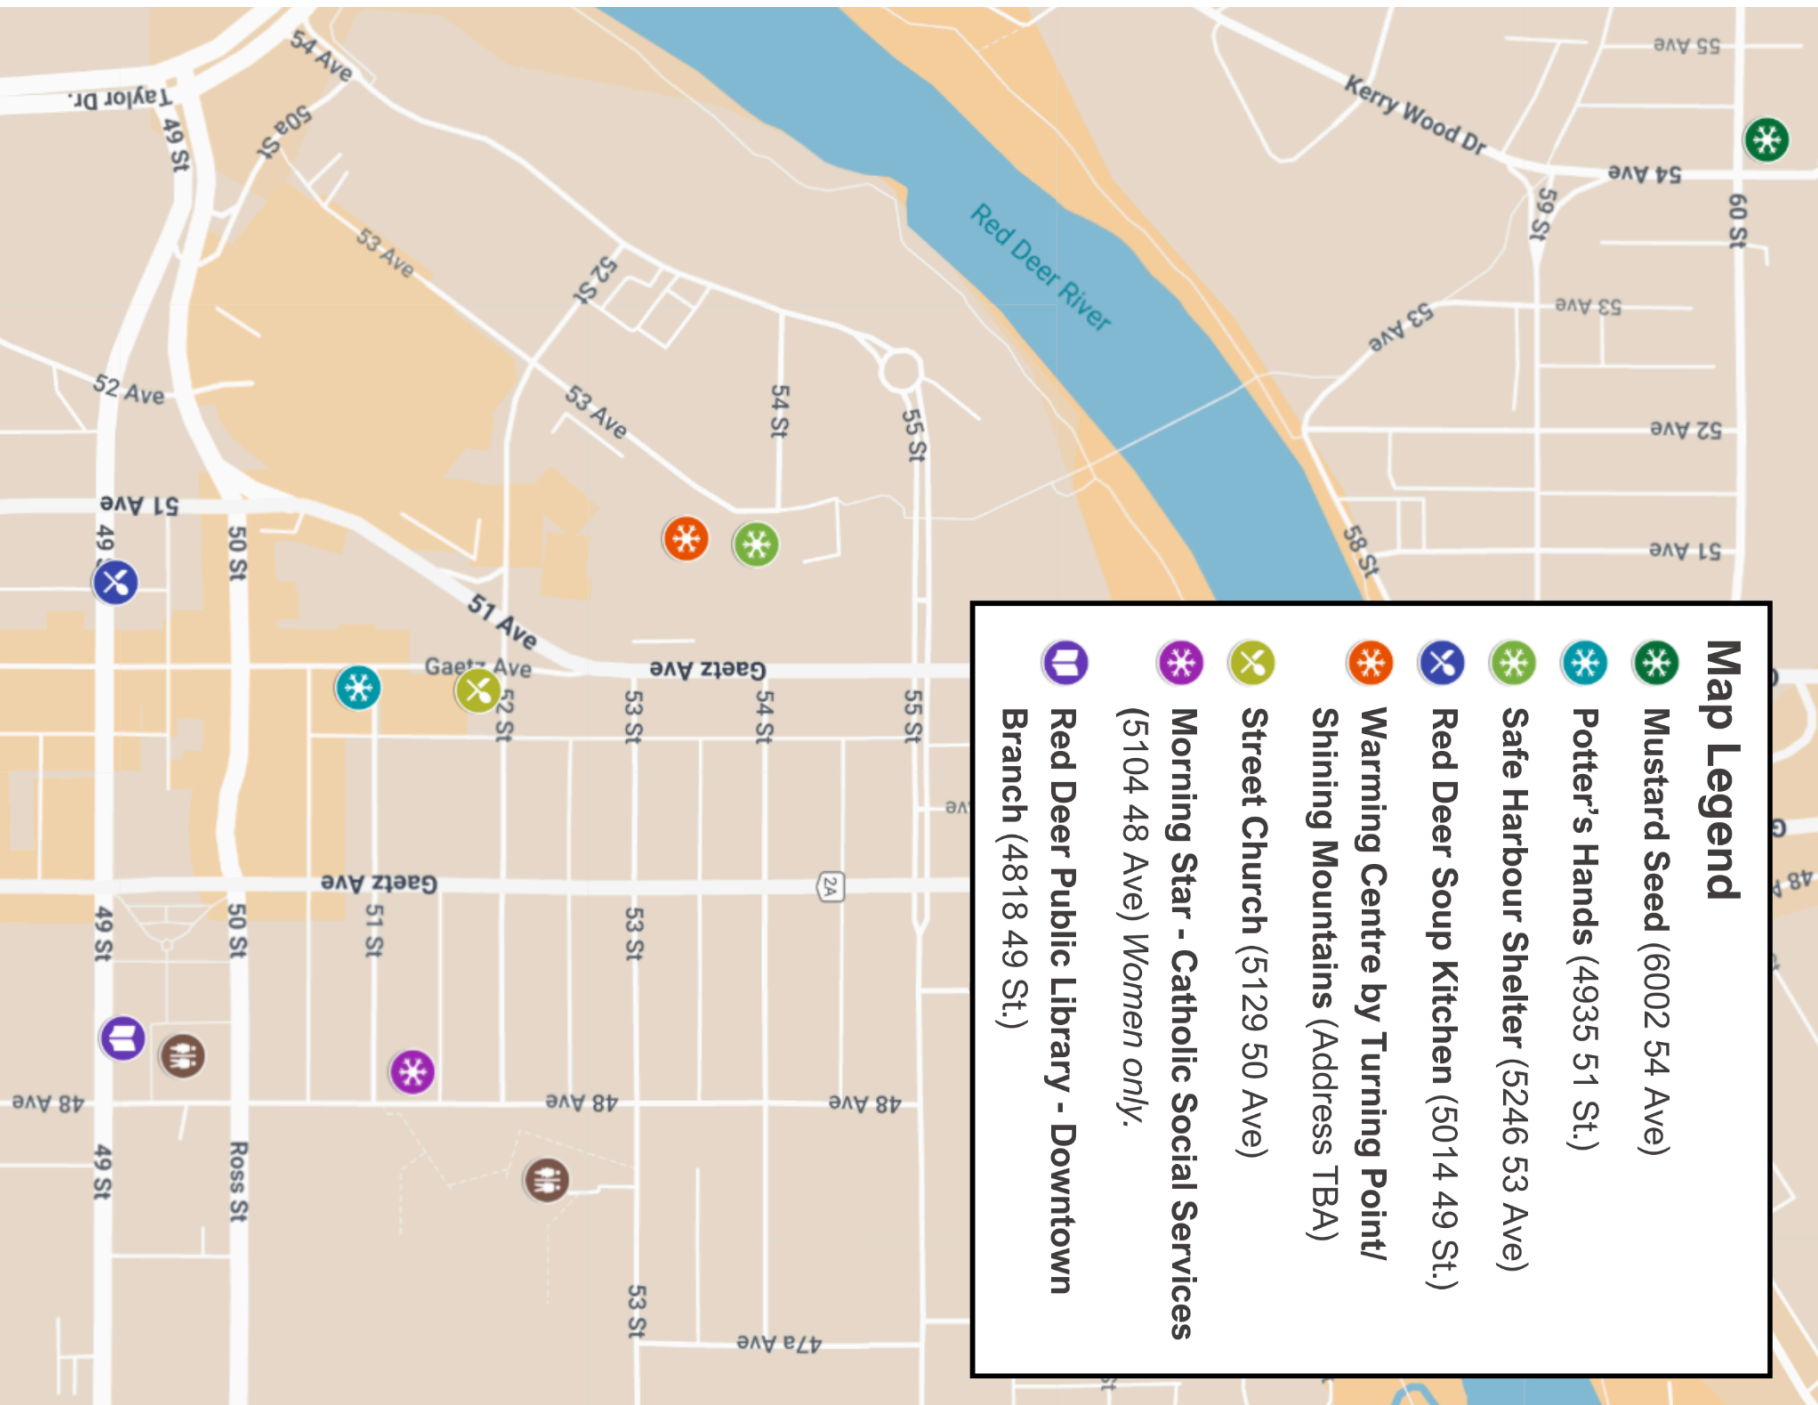 Map Legend
Mustard Seed (6002 54 Ave)
Potter's Hands (4935 51 St.)
Safe Harbour Shelter (5246 53 Ave)
Red Deer Soup Kitchen (5014 49 St.)
Warming Centre by Turning Point/
Shining Mountains (Address TBA)
Street Church (5129 50 Ave)
Morning Star - Catholic Social Services
(5104 48 Ave) Women only.
Red Deer Public Library - Downtown
Branch (4818 49 St.)
55 Ave
Kerry Wood Dr
54 Ave
60 St
59 St
53 Ave
53 Ave
52 Ave
51 Ave
58 St
Red Deer River
54 Ave
Taylor Dr.
49 St
50a St
53 Ave
52 St
52 Ave
53 Ave
54 St
55 St
51 Ave
49 S
50 St
51 Ave
Gaetz Ave
Gaetz Ave
52 St
53 St
54 St
55 St
Gaetz Ave
2A
49 St
50 St
51 St
53 St
48 Ave
48 Ave
48 Ave
49 St
Ross St
53 St
47a Ave
48 A